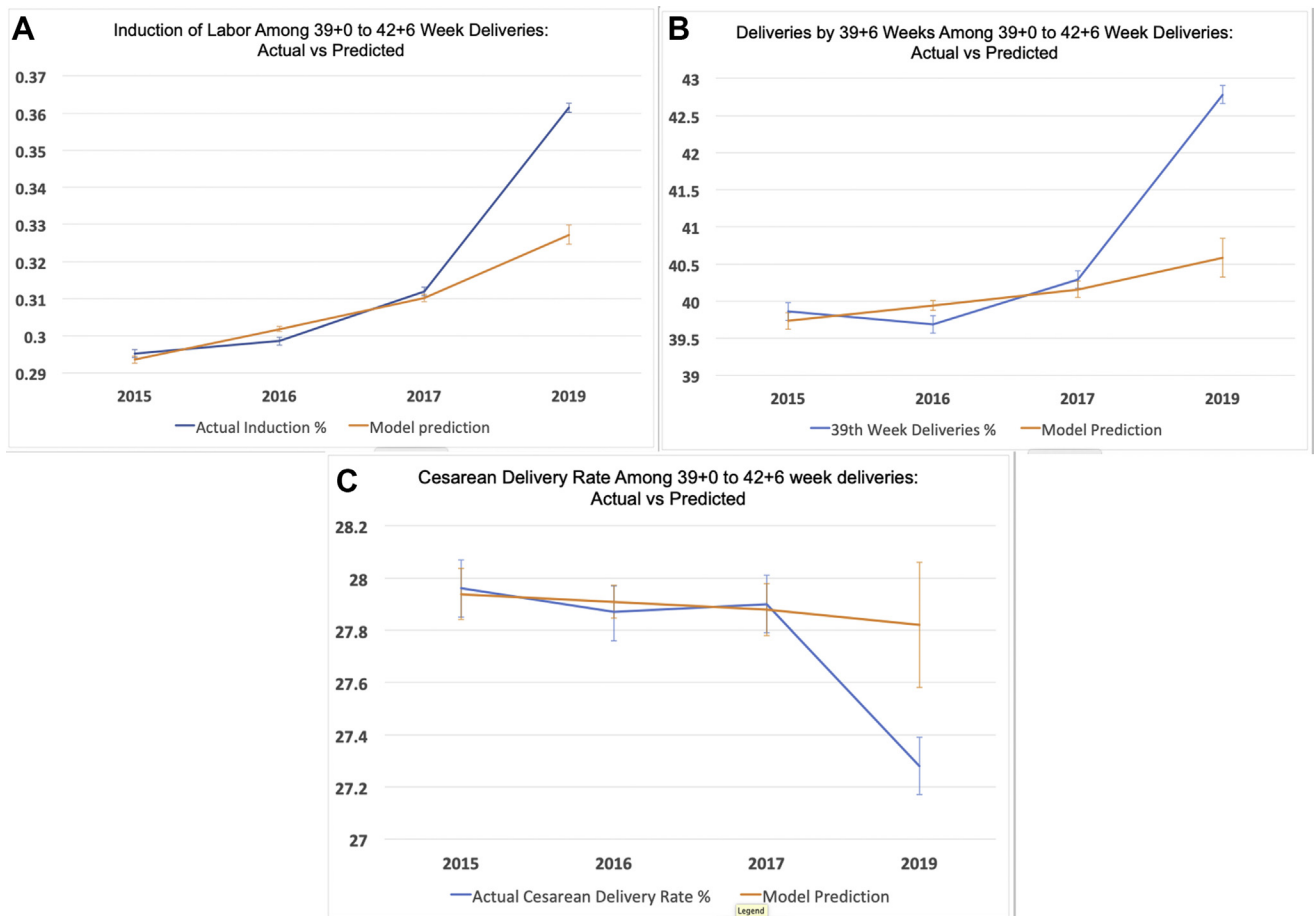 A
Induction of Labor Among 39+0 to 42+6 Week Deliveries:
Actual vs Predicted
0.37
0.36
0.35
0.34
0.33
0.32
0.31
0.3
0.29
2015 2016 2017 2019
Actual Induction % Model prediction
B
Deliveries by 39+6 Weeks Among 39+0 to 42+6 Week Deliveries:
Actual vs Predicted
43
42.5
42
41.5
41
40.5
40
39.5
39
2015 2016 2017 2019
39th Week Deliveries % Model Prediction
C
Cesarean Delivery Rate Among 39+0 to 42+6 week deliveries:
Actual vs Predicted
28.2
28
27.8
27.6
27.4
27.2
27
2015 2016 2017 2019
Actual Cesarean Delivery Rate % Model Prediction
Legend